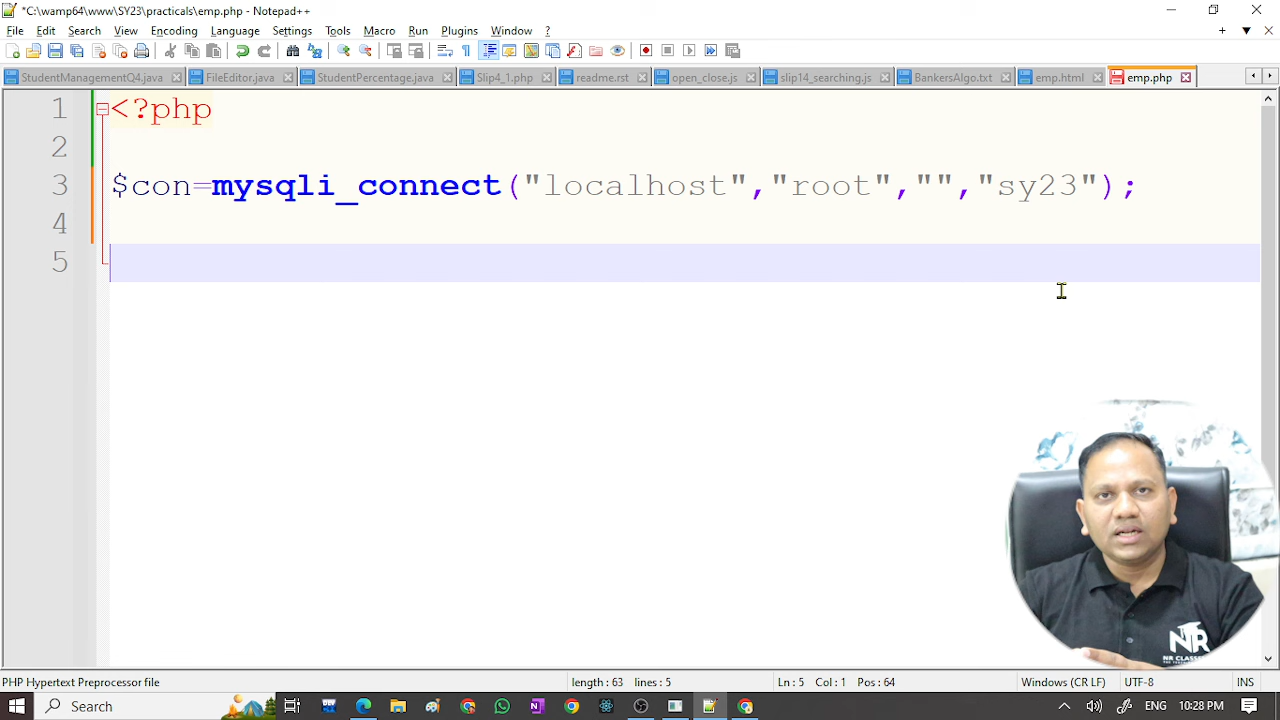 *C:\wamp64\www\SY23\practicals\emp.php - Notepad++
File Edit Search View Encoding Language Settings Tools Macro Run Plugins Window ?
StudentManagementQ4.java FileEditor.java StudentPercentage.java Slip4_1.php readme.rst open_close.js slip14_searching.js BankersAlgo.txt emp.html emp.php
1 <?php
2
3 $con=mysqli_connect("localhost","root","","sy23");
4
5
NR
PHP Hypertext Preprocessor file length: 63 lines: 5 Ln: 5 Col: 1 Pos: 64 Windows (CR LF) UTF-8 INS
Search ENG 10:28 PM